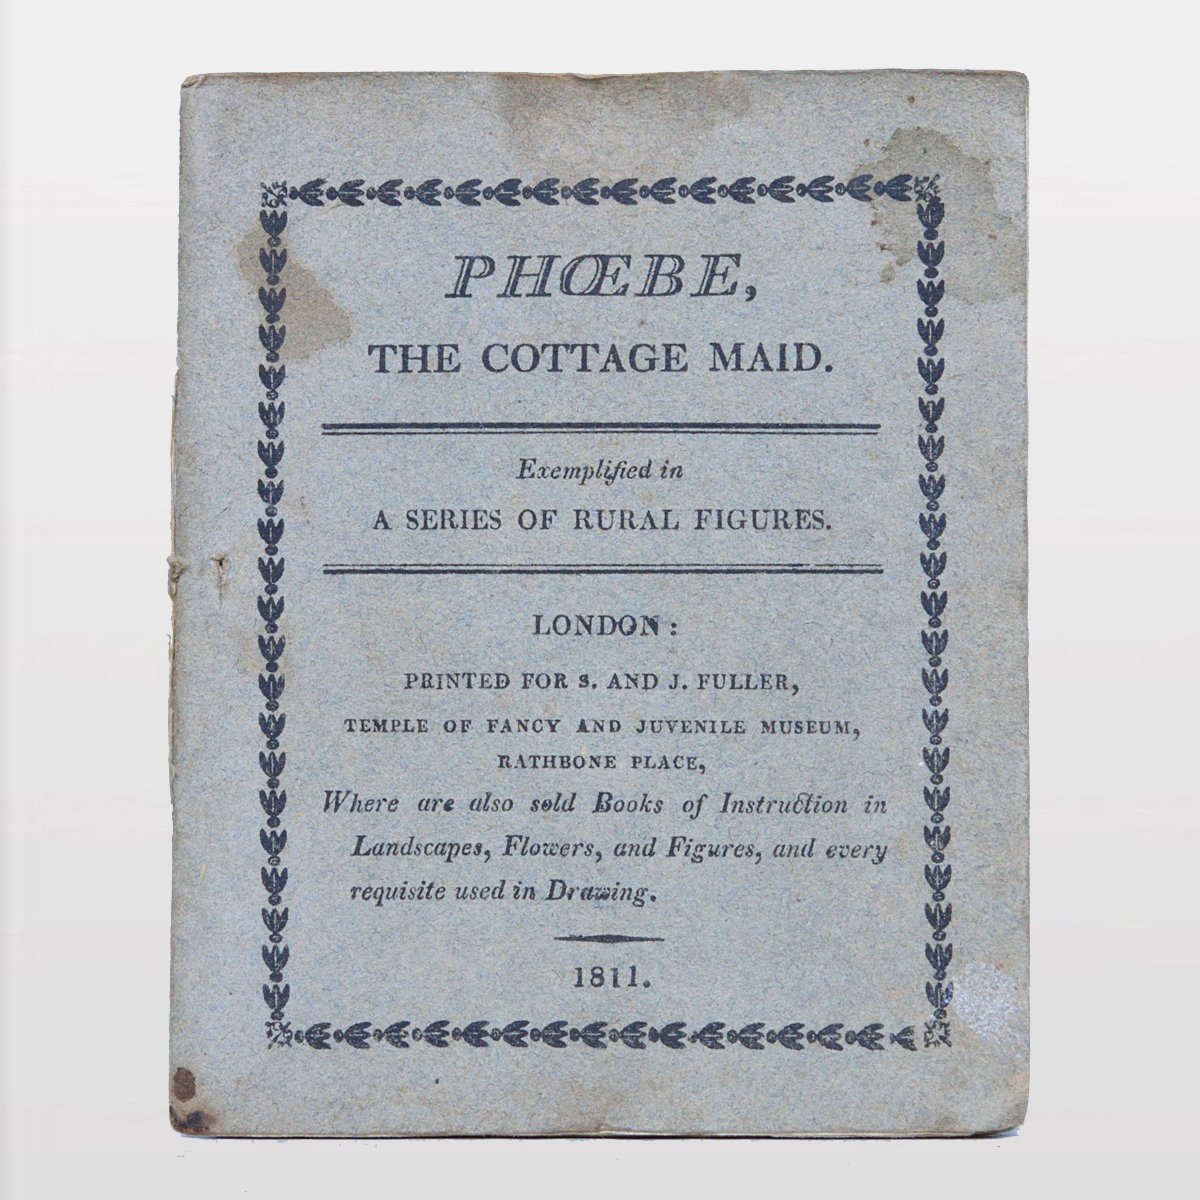 PHŒBE,
THE COTTAGE MAID.
Exemplified in
A SERIES OF RURAL FIGURES.
LONDON:
PRINTED FOR S. AND J. FULLER,
TEMPLE OF FANCY AND JUVENILE MUSEUM,
RATHBONE PLACE,
Where are also sold Books of Instruction in
Landscapes, Flowers, and Figures, and every
requisite used in Drawing.
1811.